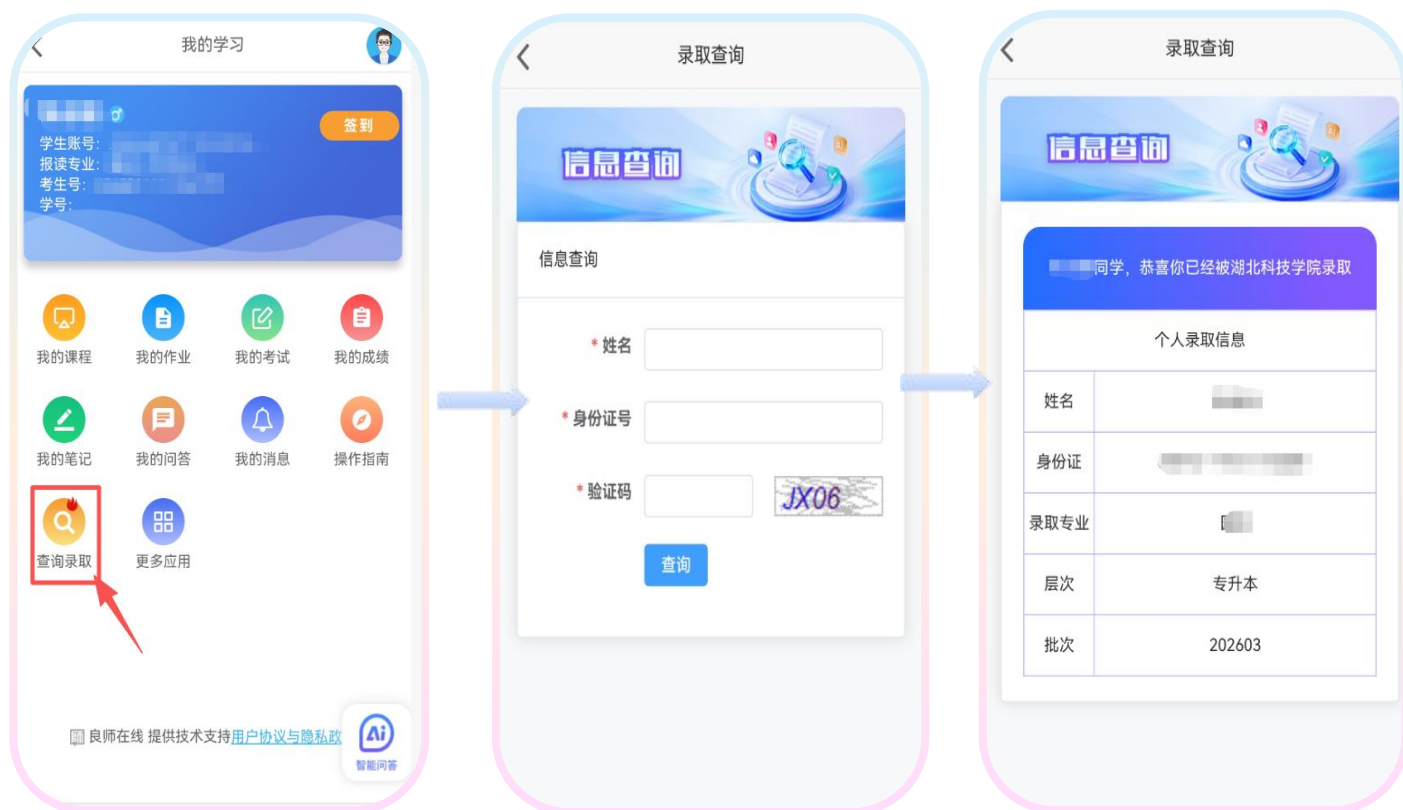 我的学习
签到
学生账号:
报读专业:
考生号:
学号:
我的课程
我的作业
我的考试
我的成绩
我的笔记
我的问答
我的消息
操作指南
查询录取
更多应用
良师在线 提供技术支持用户协议与隐私政
Ai
智能问答
录取查询
信息查询
信息查询
* 姓名
* 身份证号
* 验证码
JX06
查询
录取查询
信息查询
同学，恭喜你已经被湖北科技学院录取
个人录取信息
姓名
身份证
录取专业
层次 专升本
批次 202603